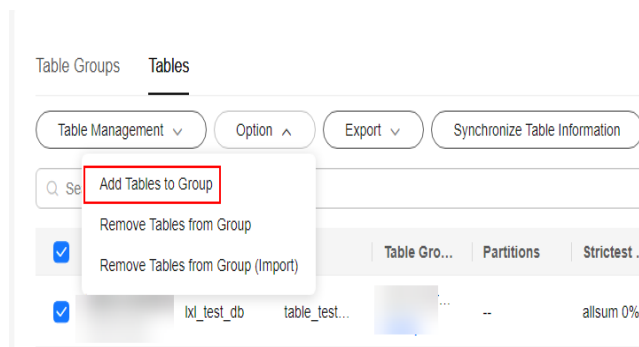 Table Groups Tables
Table Management Option Export Synchronize Table Information
Se
Add Tables to Group
Remove Tables from Group
Remove Tables from Group (Import)
Table Gro... Partitions Strictest .
lxl_test_db table_test... ... -- allsum 0%